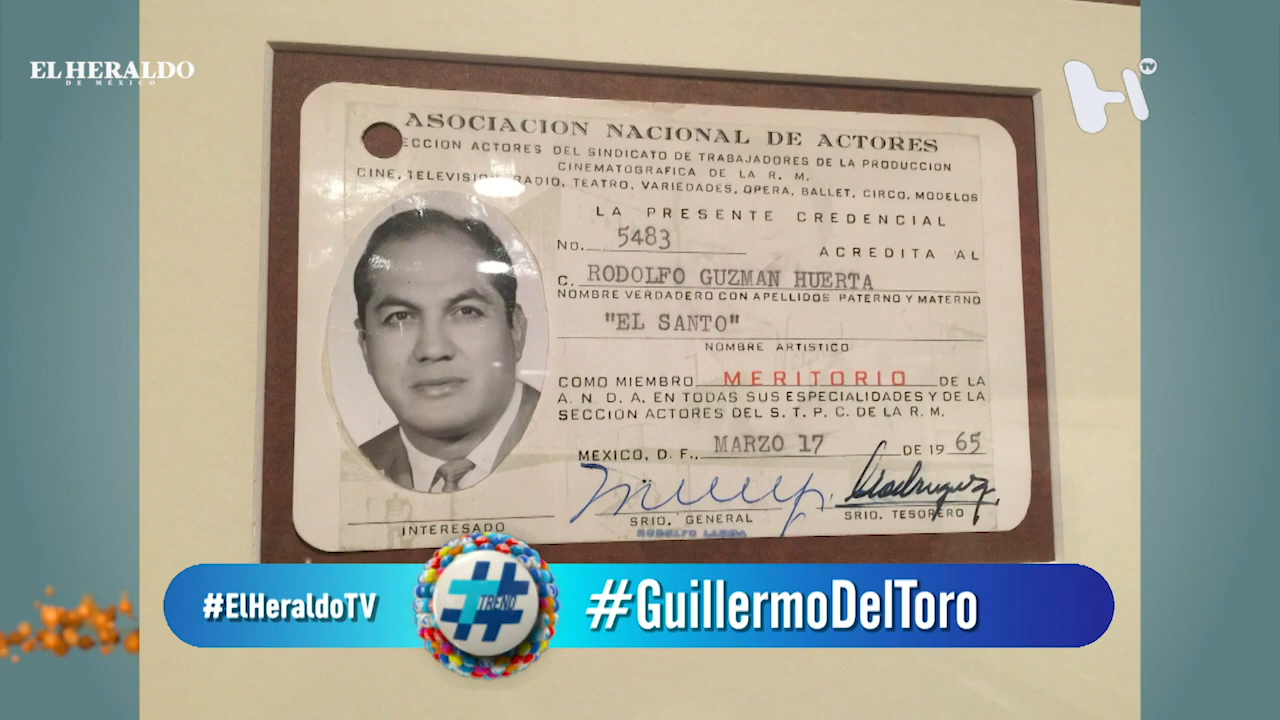 EL HERALDO
DE MÉXICO
TV
ASOCIACION NACIONAL DE ACTORES
ECCION ACTORES DEL SINDICATO DE TRABAJADORES DE LA PRODUCCION
CINEMATOGRAFICA DE LA R. M.
CINE, TELEVISION, RADIO, TEATRO, VARIEDADES, OPERA, BALLET, CIRCO, MODELOS
LA PRESENTE CREDENCIAL
No. 5483 ACREDITA AL
C. RODOLFO GUZMAN HUERTA
NOMBRE VERDADERO CON APELLIDOS PATERNO Y MATERNO
"EL SANTO"
NOMBRE ARTISTICO
COMO MIEMBRO MERITORIO DE LA
A. N D. A. EN TODAS SUS ESPECIALIDADES Y DE LA
SECCION ACTORES DEL S. T. P. C. DE LA R. M.
MEXICO, D. F., MARZO 17 DE 19 65
INTERESADO
SRIO. GENERAL
SRIO. TESORERO
RODOLFO LANDA
#ElHeraldoTV
#TREND
#GuillermoDelToro